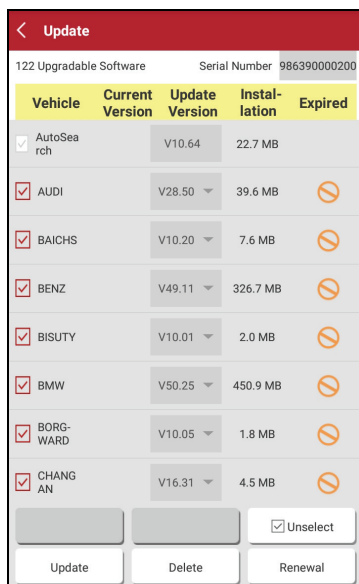 Update
122 Upgradable Software Serial Number 986390000200
Vehicle Current Version Update Version Instal-lation Expired
AutoSea
rch V10.64 22.7 MB
AUDI V28.50 39.6 MB
BAICHS V10.20 7.6 MB
BENZ V49.11 326.7 MB
BISUTY V10.01 2.0 MB
BMW V50.25 450.9 MB
BORG-
WARD V10.05 1.8 MB
CHANG
AN V16.31 4.5 MB
Unselect
Update Delete Renewal